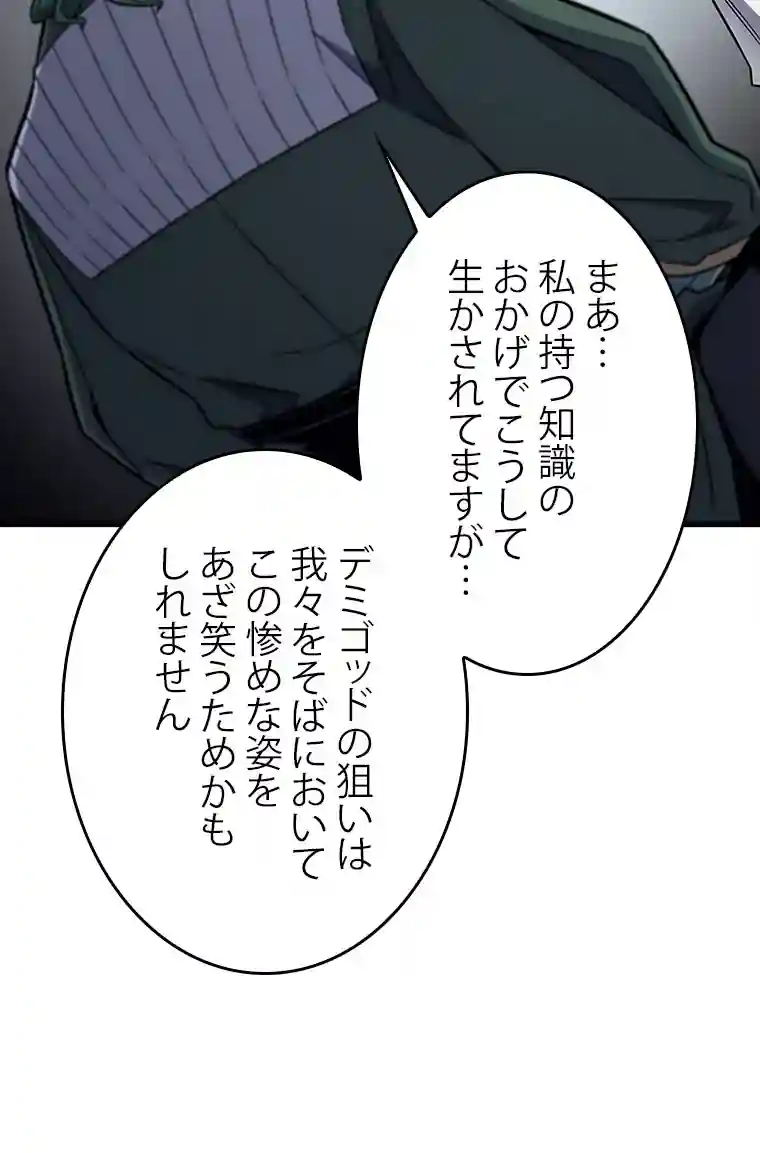 まあ…
私の持つ知識の
おかげでこうして
生かされてますが…
デミゴッドの狙いは
我々をそばにおいて
この惨めな姿を
あざ笑うためかも
しれません